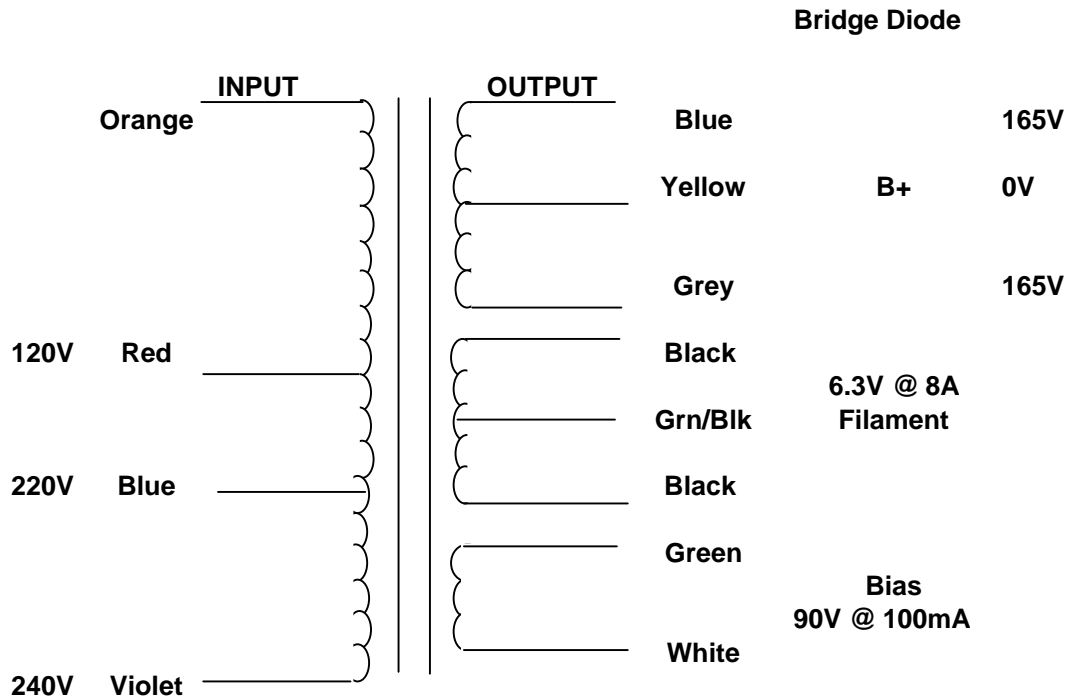 Bridge Diode
INPUT
OUTPUT
Orange
Blue 165V
Yellow B+ 0V
Grey 165V
120V Red
Black
6.3V @ 8A
Grn/Blk Filament
220V Blue
Black
Green
Bias
90V @ 100mA
White
240V Violet